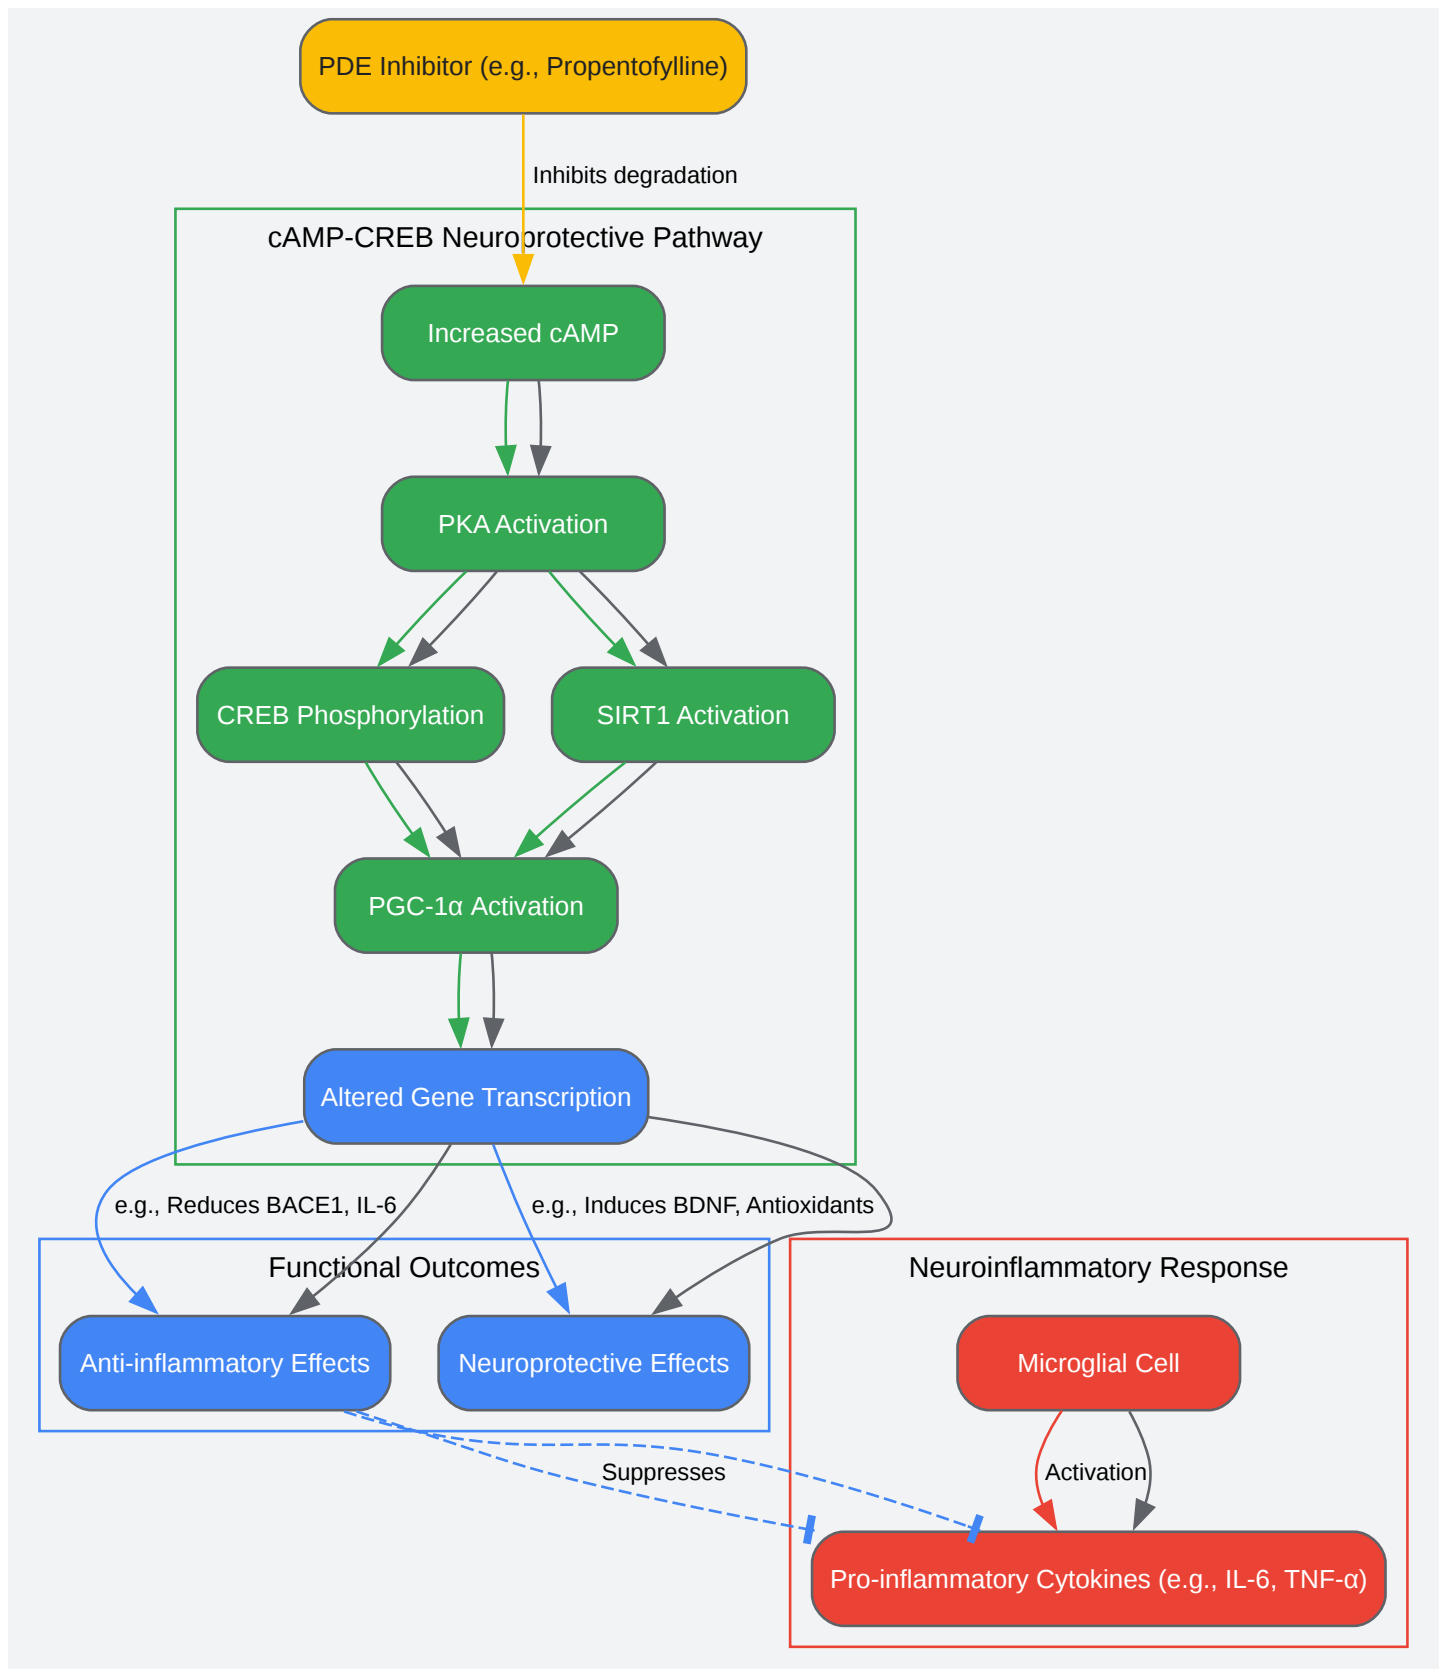 PDE Inhibitor (e.g., Propentofylline)
Inhibits degradation
cAMP-CREB Neuroprotective Pathway
Increased cAMP
PKA Activation
CREB Phosphorylation
SIRT1 Activation
PGC-1α Activation
Altered Gene Transcription
e.g., Reduces BACE1, IL-6
e.g., Induces BDNF, Antioxidants
Functional Outcomes
Neuroinflammatory Response
Anti-inflammatory Effects
Neuroprotective Effects
Microglial Cell
Suppresses
Activation
Pro-inflammatory Cytokines (e.g., IL-6, TNF-α)